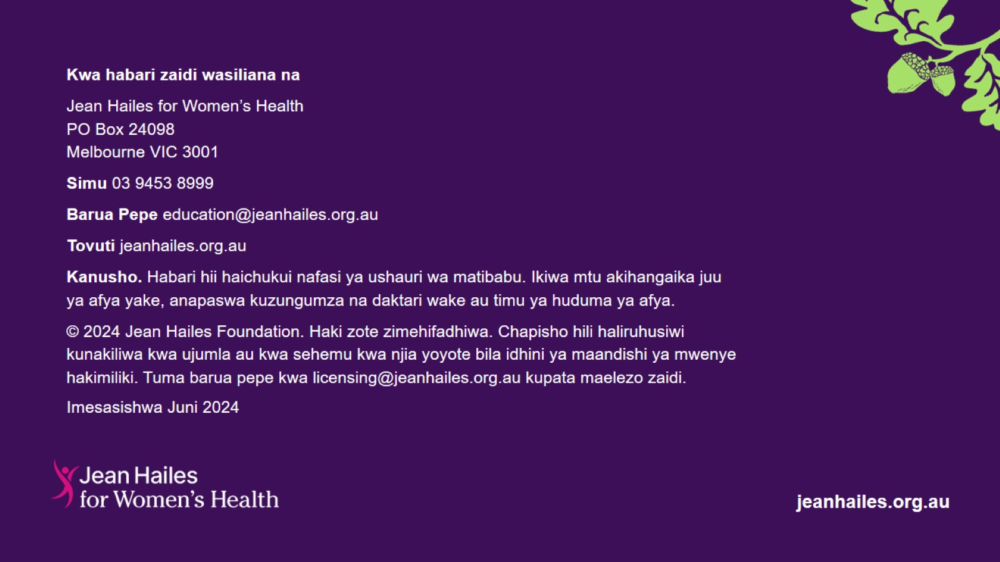 Kwa habari zaidi wasiliana na
Jean Hailes for Women’s Health
PO Box 24098
Melbourne VIC 3001
Simu 03 9453 8999
Barua Pepe education@jeanhailes.org.au
Tovuti jeanhailes.org.au
Kanusho. Habari hii haichukui nafasi ya ushauri wa matibabu. Ikiwa mtu akihangaika juu
ya afya yake, anapaswa kuzungumza na daktari wake au timu ya huduma ya afya.
© 2024 Jean Hailes Foundation. Haki zote zimehifadhiwa. Chapisho hili haliruhusiwi
kunakiliwa kwa ujumla au kwa sehemu kwa njia yoyote bila idhini ya maandishi ya mwenye
hakimiliki. Tuma barua pepe kwa licensing@jeanhailes.org.au kupata maelezo zaidi.
Imesasishwa Juni 2024
Jean Hailes
for Women’s Health
jeanhailes.org.au